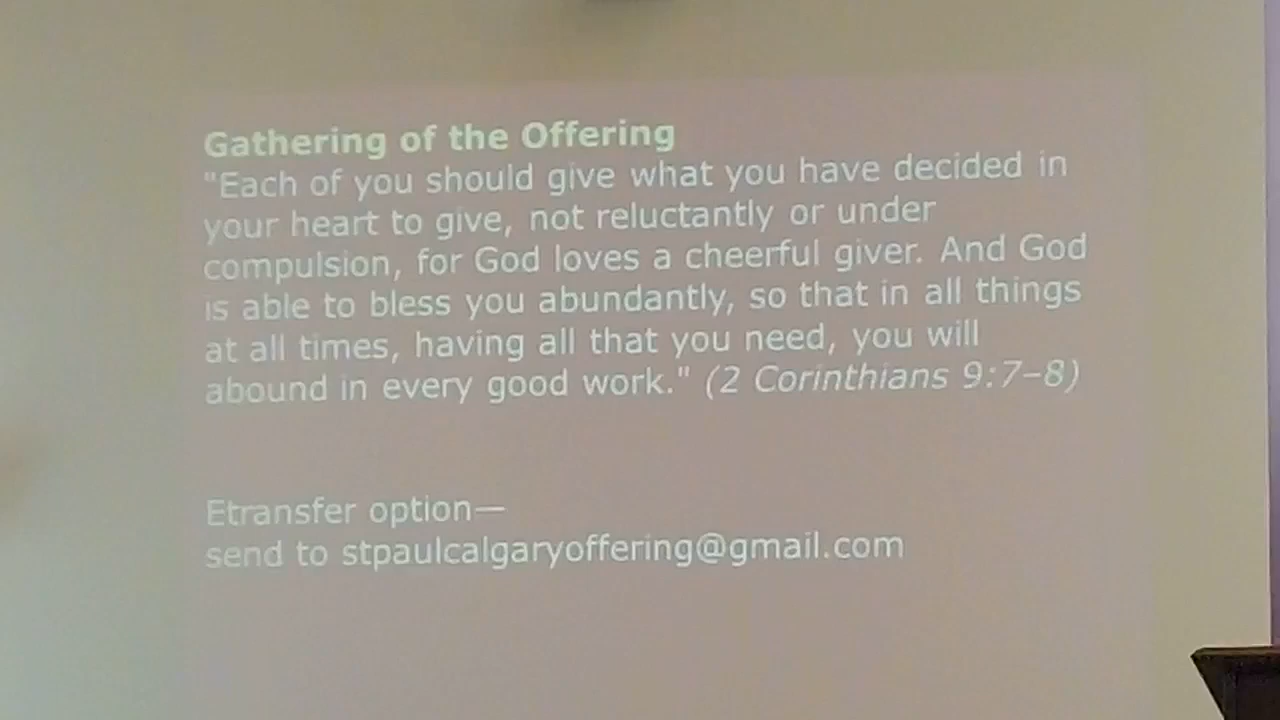 Gathering of the Offering
"Each of you should give what you have decided in
your heart to give, not reluctantly or under
compulsion, for God loves a cheerful giver. And God
is able to bless you abundantly, so that in all things
at all times, having all that you need, you will
abound in every good work." (2 Corinthians 9:7–8)
Etransfer option—
send to stpaulcalgaryoffering@gmail.com